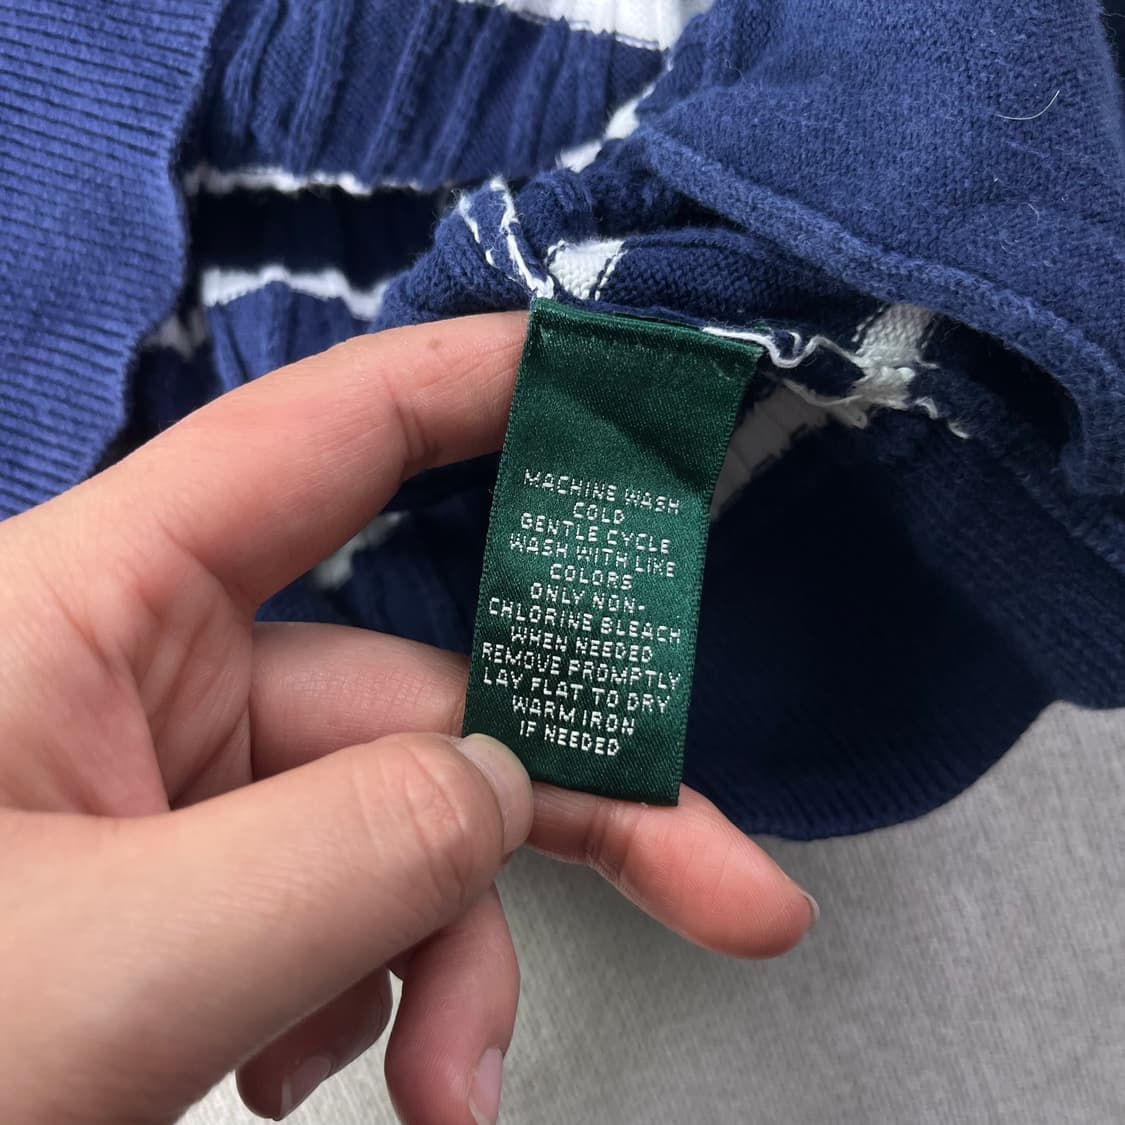 MACHINE WASH
COLD
GENTLE CYCLE
WASH WITH LIKE
COLORS
ONLY NON-
CHLORINE BLEACH
WHEN NEEDED
REMOVE PROMPTLY
LAY FLAT TO DRY
WARM IRON
IF NEEDED